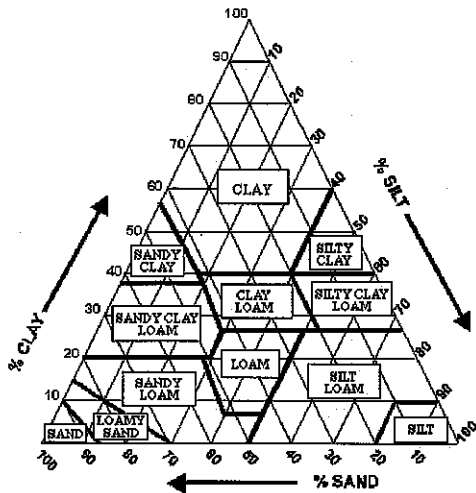 100
90 10
80 20
70 30
60 CLAY 40
% SILT
50 50
SANDY
CLAY
SILTY
CLAY
40 60
CLAY
LOAM
SILTY CLAY
LOAM
30 SANDY CLAY
LOAM
70
% CLAY
20 LOAM 80
SANDY
LOAM
SILT
LOAM
10 90
LOAMY
SAND
SAND SILT
100 90 80 70 60 50 40 30 20 10 100
% SAND